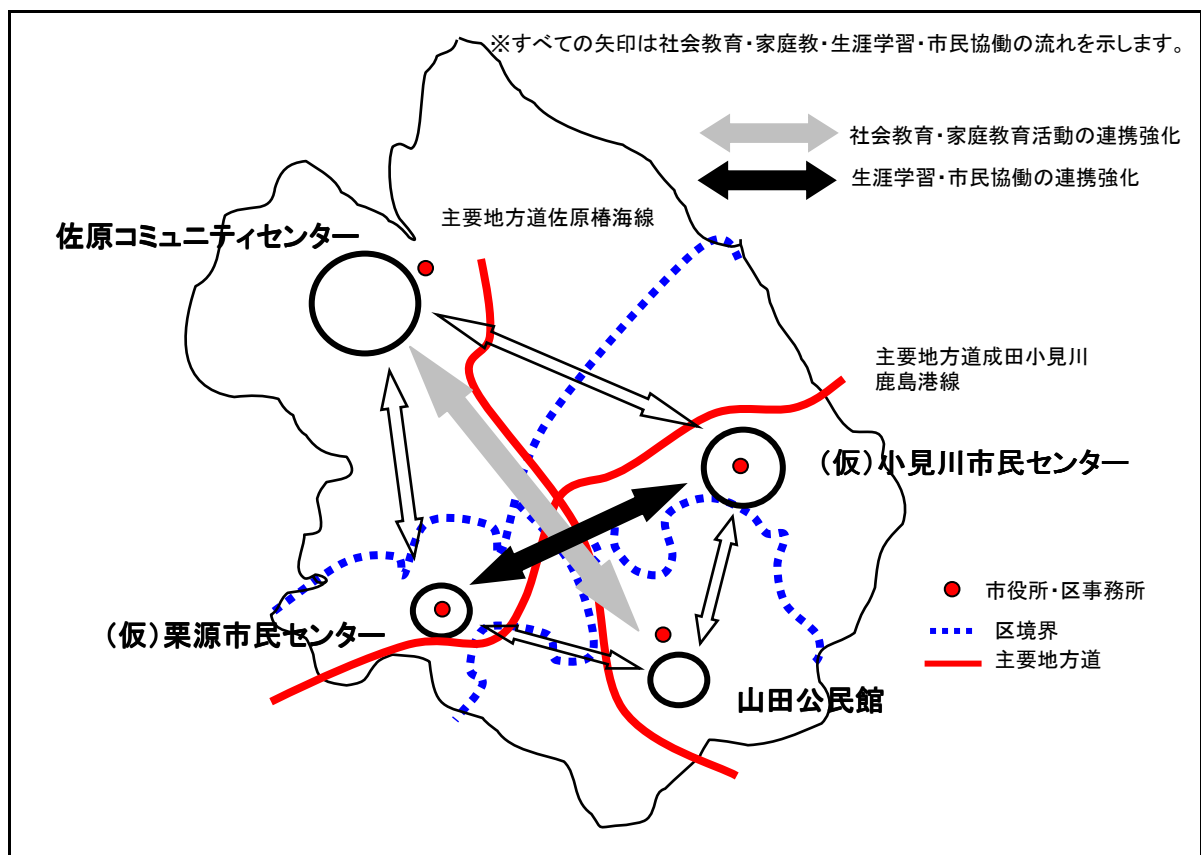 ※すべての矢印は社会教育・家庭教・生涯学習・市民協働の流れを示します。
社会教育・家庭教育活動の連携強化
生涯学習・市民協働の連携強化
主要地方道佐原椿海線
佐原コミュニティセンター
主要地方道成田小見川
鹿島港線
（仮）小見川市民センター
市役所・区事務所
（仮）栗源市民センター
区境界
主要地方道
山田公民館